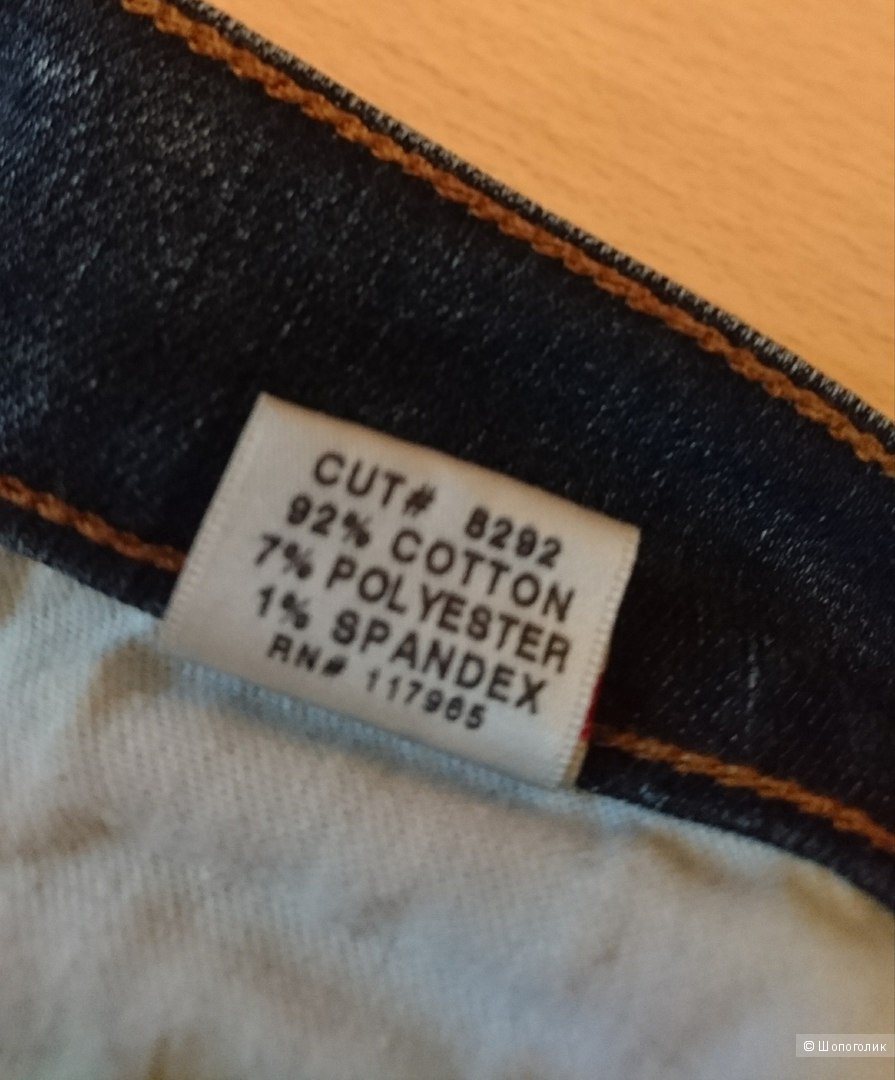 CUT# 8292
92% COTTON
7% POLYESTER
1% SPANDEX
RN# 117965
© Шопоголик